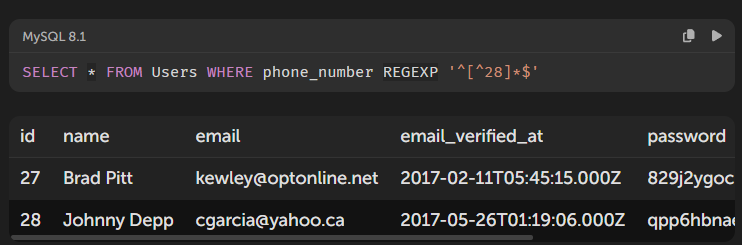 MySQL 8.1
SELECT * FROM Users WHERE phone_number REGEXP '^[^28]*$'
id name email email_verified_at password
27 Brad Pitt kewley@optonline.net 2017-02-11T05:45:15.000Z 829j2ygoc
28 Johnny Depp cgarcia@yahoo.ca 2017-05-26T01:19:06.000Z qpp6hbnae